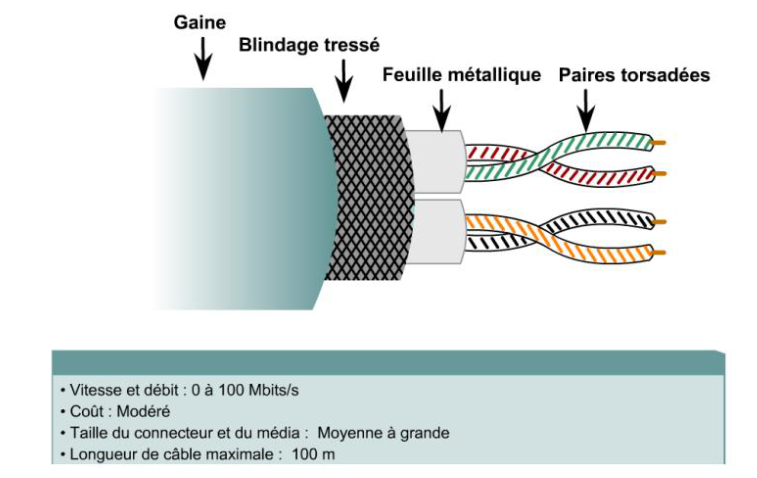 Gaine
Blindage tressé
Feuille métallique
Paires torsadées
• Vitesse et débit : 0 à 100 Mbits/s
• Coût : Modéré
• Taille du connecteur et du média : Moyenne à grande
• Longueur de câble maximale : 100 m